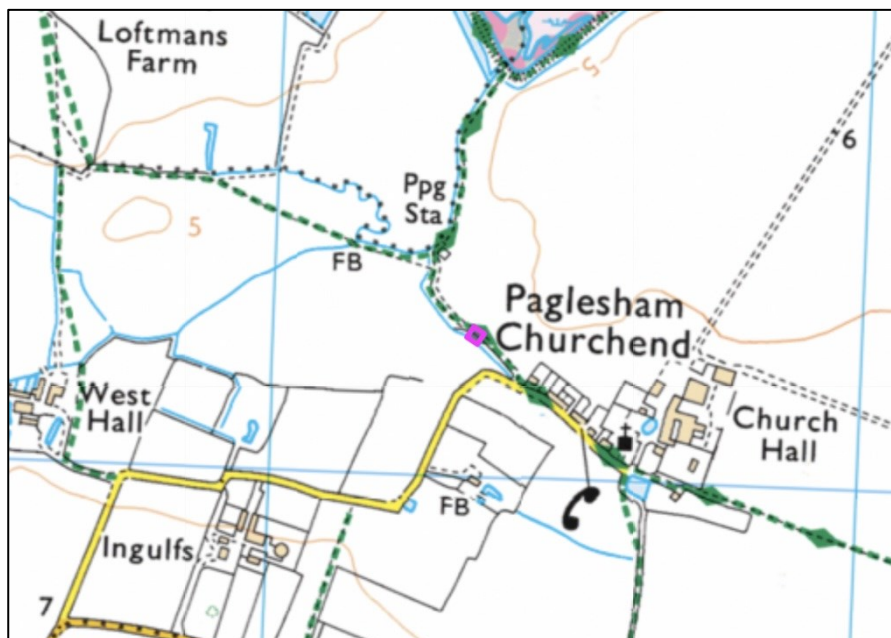 Loftmans
Farm
5
6
Ppg
Sta
5
FB
Paglesham
Churchend
West
Hall
Church
Hall
FB
Ingulfs
7